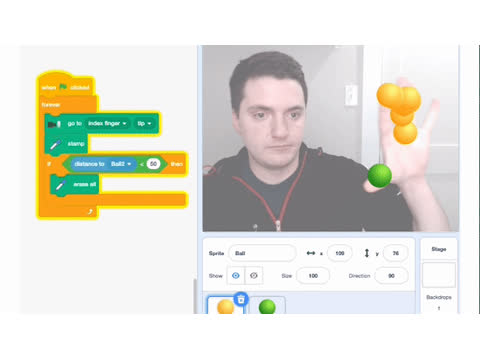 when clicked
forever
go to index finger tip
stamp
if distance to Ball2 < 50 then
erase all
Sprite Ball x 109 y 76
Show Size 100 Direction 90
Stage
Backdrops
1